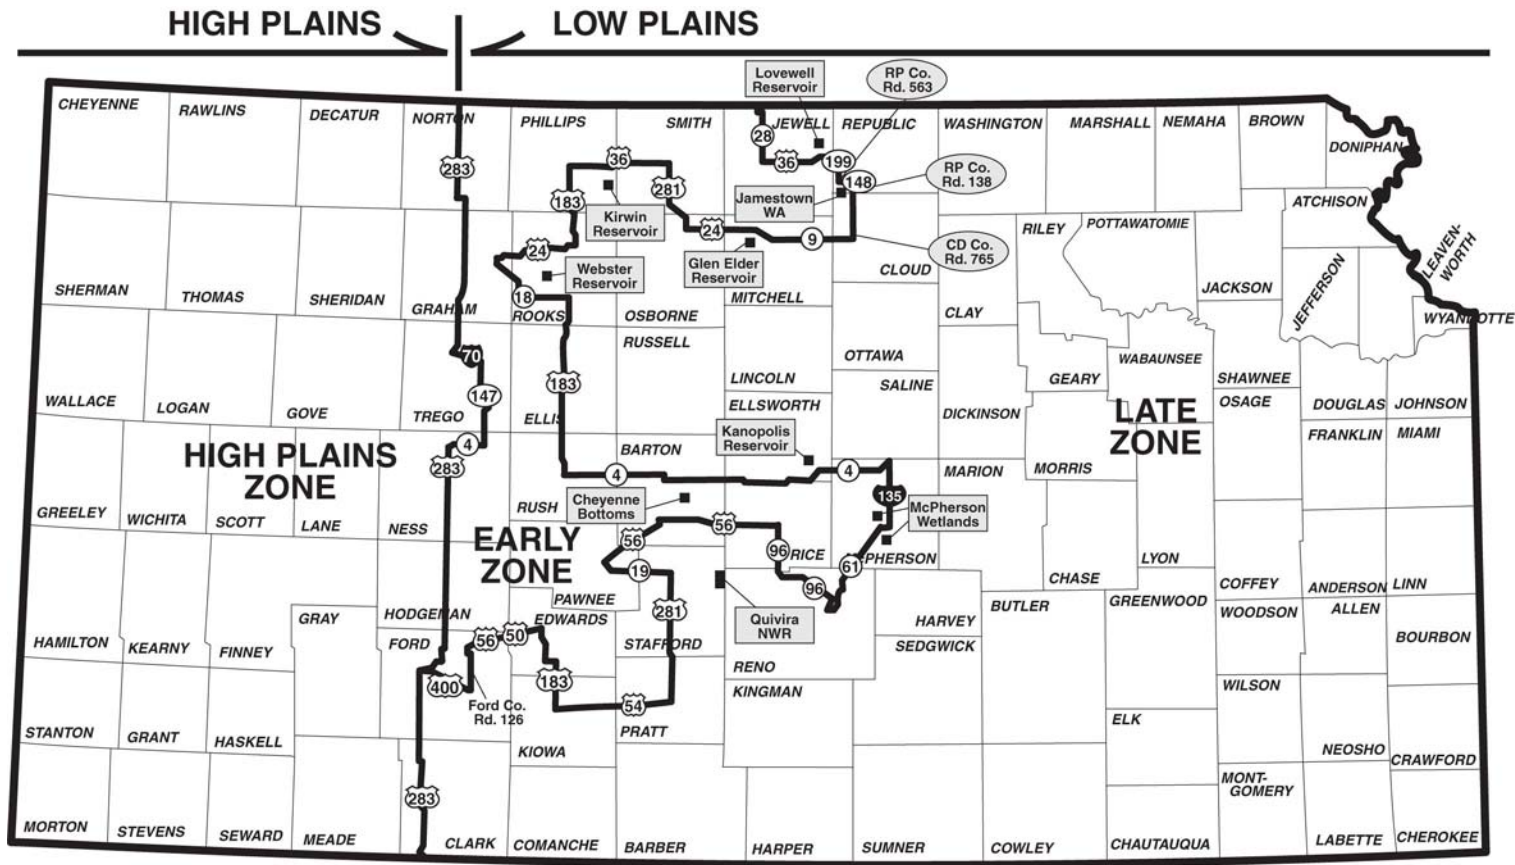 HIGH PLAINS
LOW PLAINS
Lovewell
Reservoir
RP Co.
Rd. 563
CHEYENNE
RAWLINS
DECATUR
NORTON
PHILLIPS
SMITH
JEWELL
REPUBLIC
WASHINGTON
MARSHALL
NEMAHA
BROWN
DONIPHAN
28
36
36
199
283
183
281
148
RP Co.
Rd. 138
Jamestown
WA
Kirwin
Reservoir
ATCHISON
24
24
9
CD Co.
Rd. 765
RILEY
POTTAWATOMIE
LEAVEN-
WORTH
Webster
Reservoir
Glen Elder
Reservoir
CLOUD
SHERMAN
THOMAS
SHERIDAN
GRAHAM
18
ROOKS
OSBORNE
MITCHELL
CLAY
JACKSON
JEFFERSON
WYANDOTTE
RUSSELL
70
OTTAWA
WABAUNSEE
183
147
LINCOLN
SALINE
GEARY
SHAWNEE
WALLACE
LOGAN
GOVE
TREGO
ELLIS
ELLSWORTH
DICKINSON
LATE
ZONE
OSAGE
DOUGLAS
JOHNSON
Kanopolis
Reservoir
FRANKLIN
MIAMI
HIGH PLAINS
ZONE
4
283
BARTON
4
4
MARION
MORRIS
135
Cheyenne
Bottoms
McPherson
Wetlands
GREELEY
WICHITA
SCOTT
LANE
NESS
RUSH
EARLY
ZONE
56
56
96
RICE
PHERSON
61
LYON
19
96
CHASE
COFFEY
ANDERSON
LINN
PAWNEE
281
HODGEMAN
EDWARDS
Quivira
NWR
HARVEY
BUTLER
GREENWOOD
WOODSON
ALLEN
HAMILTON
KEARNY
FINNEY
GRAY
FORD
56
50
STAFFORD
RENO
SEDGWICK
BOURBON
400
183
KINGMAN
WILSON
Ford Co.
Rd. 126
54
PRATT
ELK
STANTON
GRANT
HASKELL
KIOWA
NEOSHO
CRAWFORD
283
MONT-
GOMERY
MORTON
STEVENS
SEWARD
MEADE
CLARK
COMANCHE
BARBER
HARPER
SUMNER
COWLEY
CHAUTAUQUA
LABETTE
CHEROKEE